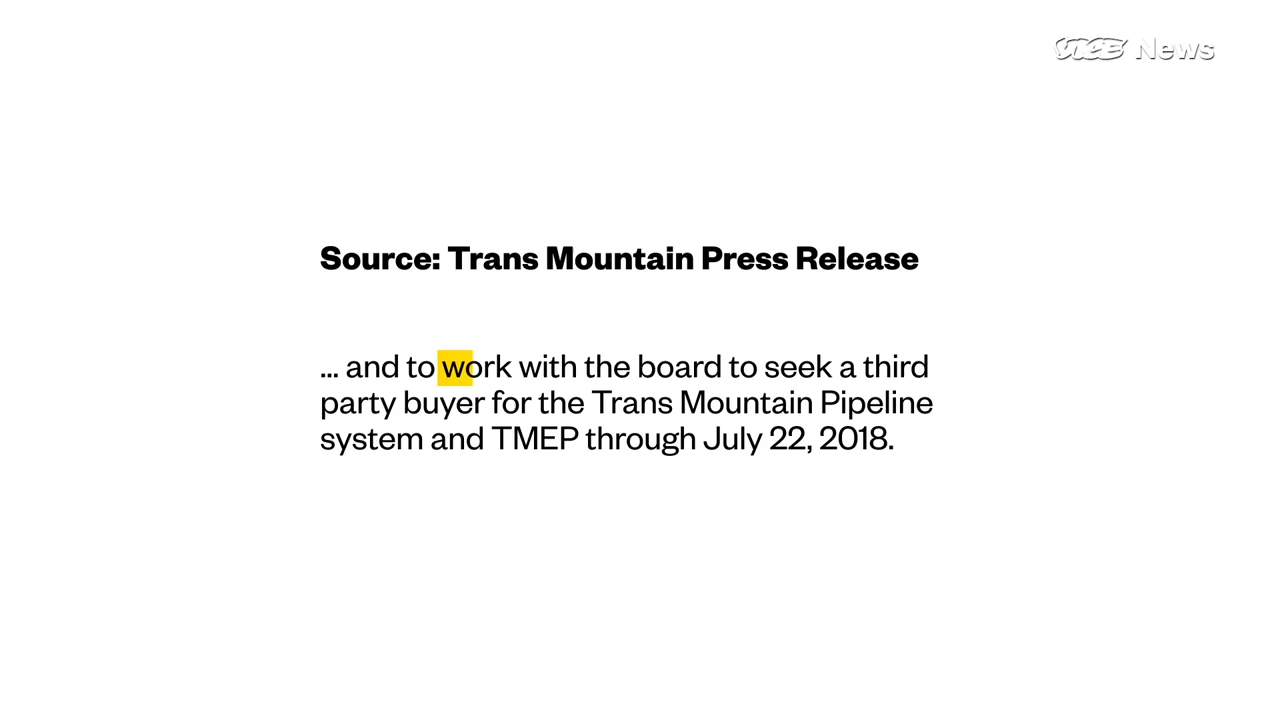 VICE News
Source: Trans Mountain Press Release
... and to work with the board to seek a third
party buyer for the Trans Mountain Pipeline
system and TMEP through July 22, 2018.